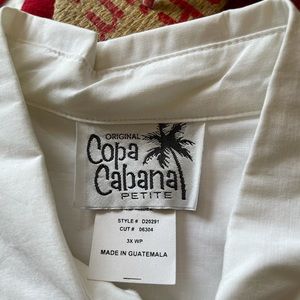 ORIGINAL
Copa
Cabana
PETITE
STYLE # D20291
CUT # 06304
3X WP
MADE IN GUATEMALA